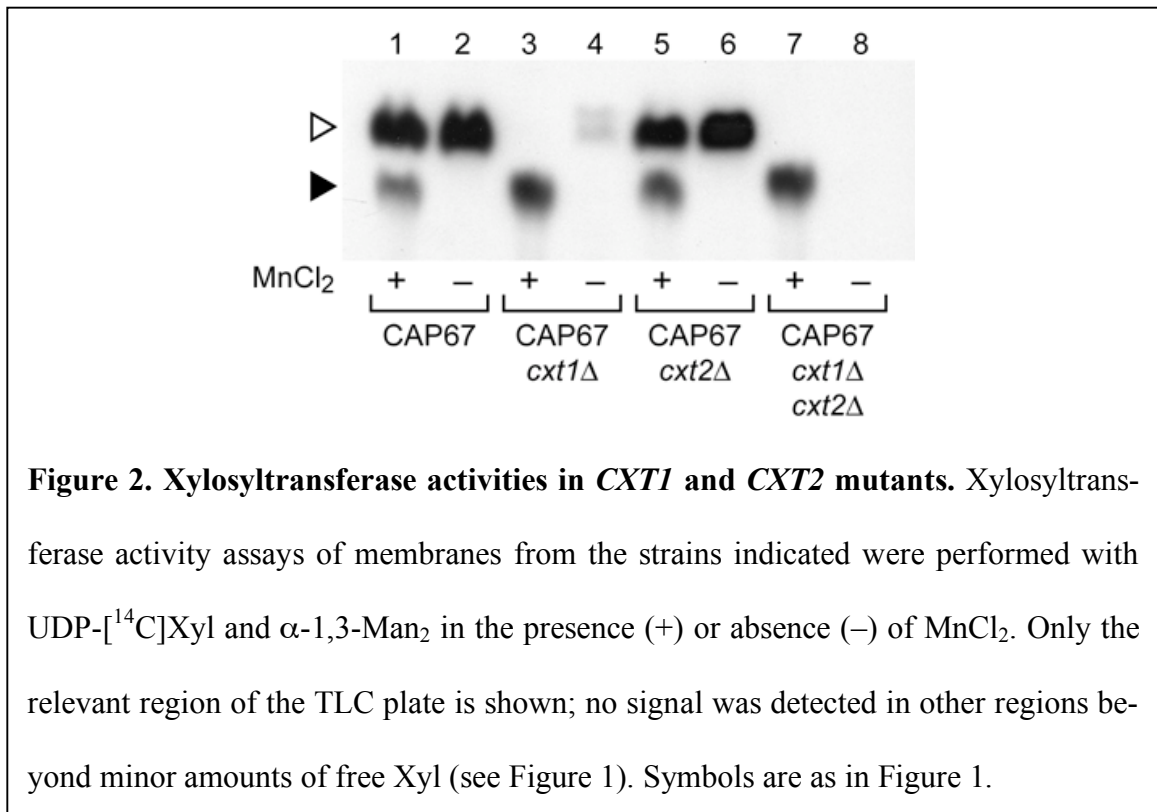 1 2 3 4 5 6 7 8
MnCl₂ + – + – + – + –
CAP67 CAP67 CAP67 CAP67
cxt1Δ cxt2Δ cxt1Δ
cxt2Δ
Figure 2. Xylosyltransferase activities in CXT1 and CXT2 mutants. Xylosyltrans-
ferase activity assays of membranes from the strains indicated were performed with
UDP-[¹⁴C]Xyl and α-1,3-Man₂ in the presence (+) or absence (–) of MnCl₂. Only the
relevant region of the TLC plate is shown; no signal was detected in other regions be-
yond minor amounts of free Xyl (see Figure 1). Symbols are as in Figure 1.